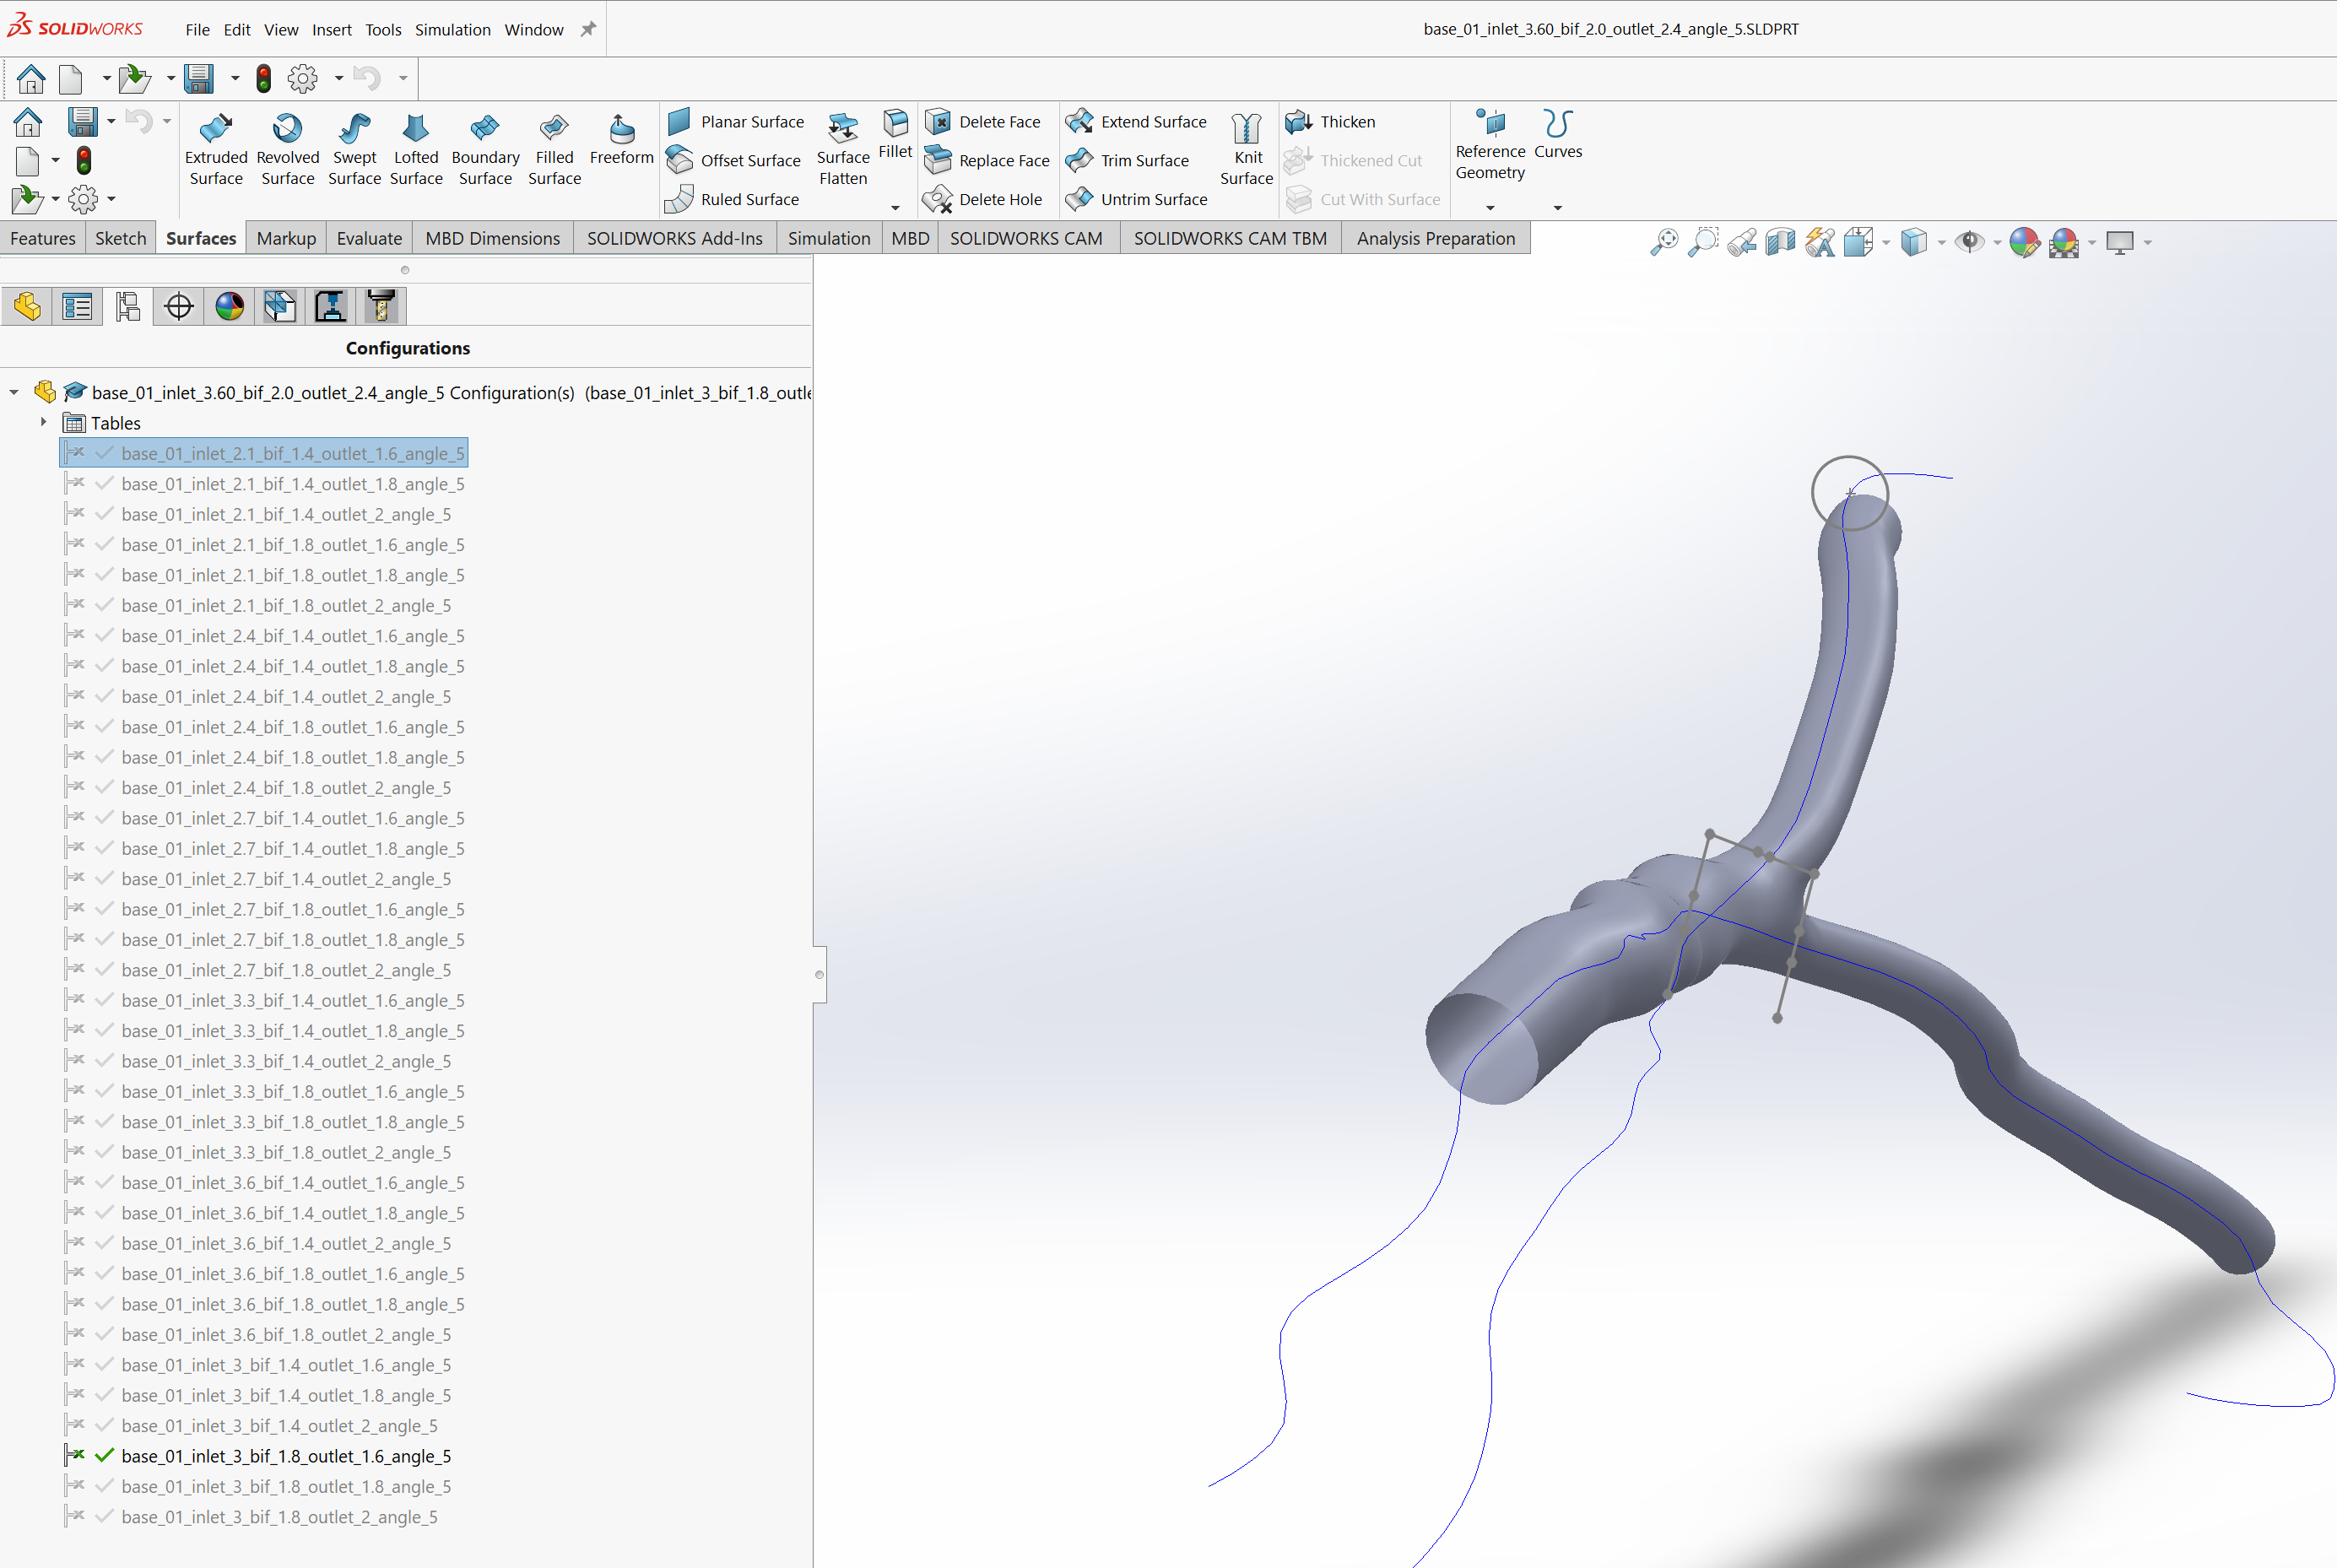 SOLIDWORKS File Edit View Insert Tools Simulation Window base_01_inlet_3.60_bif_2.0_outlet_2.4_angle_5.SLDPRT
Extruded Surface
Revolved Surface
Swept Surface
Lofted Surface
Boundary Surface
Filled Surface
Freeform
Planar Surface
Offset Surface
Ruled Surface
Surface Flatten
Fillet
Delete Face
Replace Face
Delete Hole
Extend Surface
Trim Surface
Untrim Surface
Knit Surface
Thicken
Thickened Cut
Cut With Surface
Reference Geometry
Curves
Features Sketch Surfaces Markup Evaluate MBD Dimensions SOLIDWORKS Add-Ins Simulation MBD SOLIDWORKS CAM SOLIDWORKS CAM TBM Analysis Preparation
Configurations
base_01_inlet_3.60_bif_2.0_outlet_2.4_angle_5 Configuration(s) (base_01_inlet_3_bif_1.8_outle
Tables
base_01_inlet_2.1_bif_1.4_outlet_1.6_angle_5
base_01_inlet_2.1_bif_1.4_outlet_1.8_angle_5
base_01_inlet_2.1_bif_1.4_outlet_2_angle_5
base_01_inlet_2.1_bif_1.8_outlet_1.6_angle_5
base_01_inlet_2.1_bif_1.8_outlet_1.8_angle_5
base_01_inlet_2.1_bif_1.8_outlet_2_angle_5
base_01_inlet_2.4_bif_1.4_outlet_1.6_angle_5
base_01_inlet_2.4_bif_1.4_outlet_1.8_angle_5
base_01_inlet_2.4_bif_1.4_outlet_2_angle_5
base_01_inlet_2.4_bif_1.8_outlet_1.6_angle_5
base_01_inlet_2.4_bif_1.8_outlet_1.8_angle_5
base_01_inlet_2.4_bif_1.8_outlet_2_angle_5
base_01_inlet_2.7_bif_1.4_outlet_1.6_angle_5
base_01_inlet_2.7_bif_1.4_outlet_1.8_angle_5
base_01_inlet_2.7_bif_1.4_outlet_2_angle_5
base_01_inlet_2.7_bif_1.8_outlet_1.6_angle_5
base_01_inlet_2.7_bif_1.8_outlet_1.8_angle_5
base_01_inlet_2.7_bif_1.8_outlet_2_angle_5
base_01_inlet_3.3_bif_1.4_outlet_1.6_angle_5
base_01_inlet_3.3_bif_1.4_outlet_1.8_angle_5
base_01_inlet_3.3_bif_1.4_outlet_2_angle_5
base_01_inlet_3.3_bif_1.8_outlet_1.6_angle_5
base_01_inlet_3.3_bif_1.8_outlet_1.8_angle_5
base_01_inlet_3.3_bif_1.8_outlet_2_angle_5
base_01_inlet_3.6_bif_1.4_outlet_1.6_angle_5
base_01_inlet_3.6_bif_1.4_outlet_1.8_angle_5
base_01_inlet_3.6_bif_1.4_outlet_2_angle_5
base_01_inlet_3.6_bif_1.8_outlet_1.6_angle_5
base_01_inlet_3.6_bif_1.8_outlet_1.8_angle_5
base_01_inlet_3.6_bif_1.8_outlet_2_angle_5
base_01_inlet_3_bif_1.4_outlet_1.6_angle_5
base_01_inlet_3_bif_1.4_outlet_1.8_angle_5
base_01_inlet_3_bif_1.4_outlet_2_angle_5
base_01_inlet_3_bif_1.8_outlet_1.6_angle_5
base_01_inlet_3_bif_1.8_outlet_1.8_angle_5
base_01_inlet_3_bif_1.8_outlet_2_angle_5